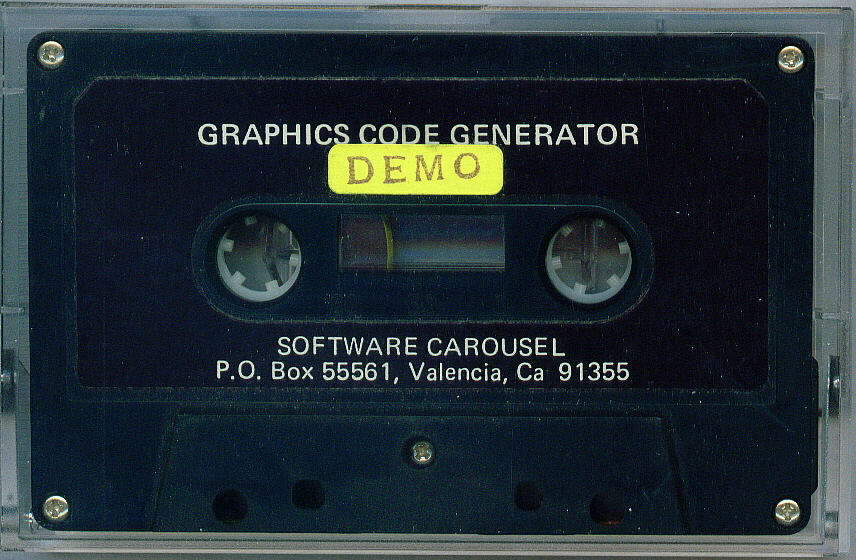 GRAPHICS CODE GENERATOR
DEMO
SOFTWARE CAROUSEL
P.O. Box 55561, Valencia, Ca 91355